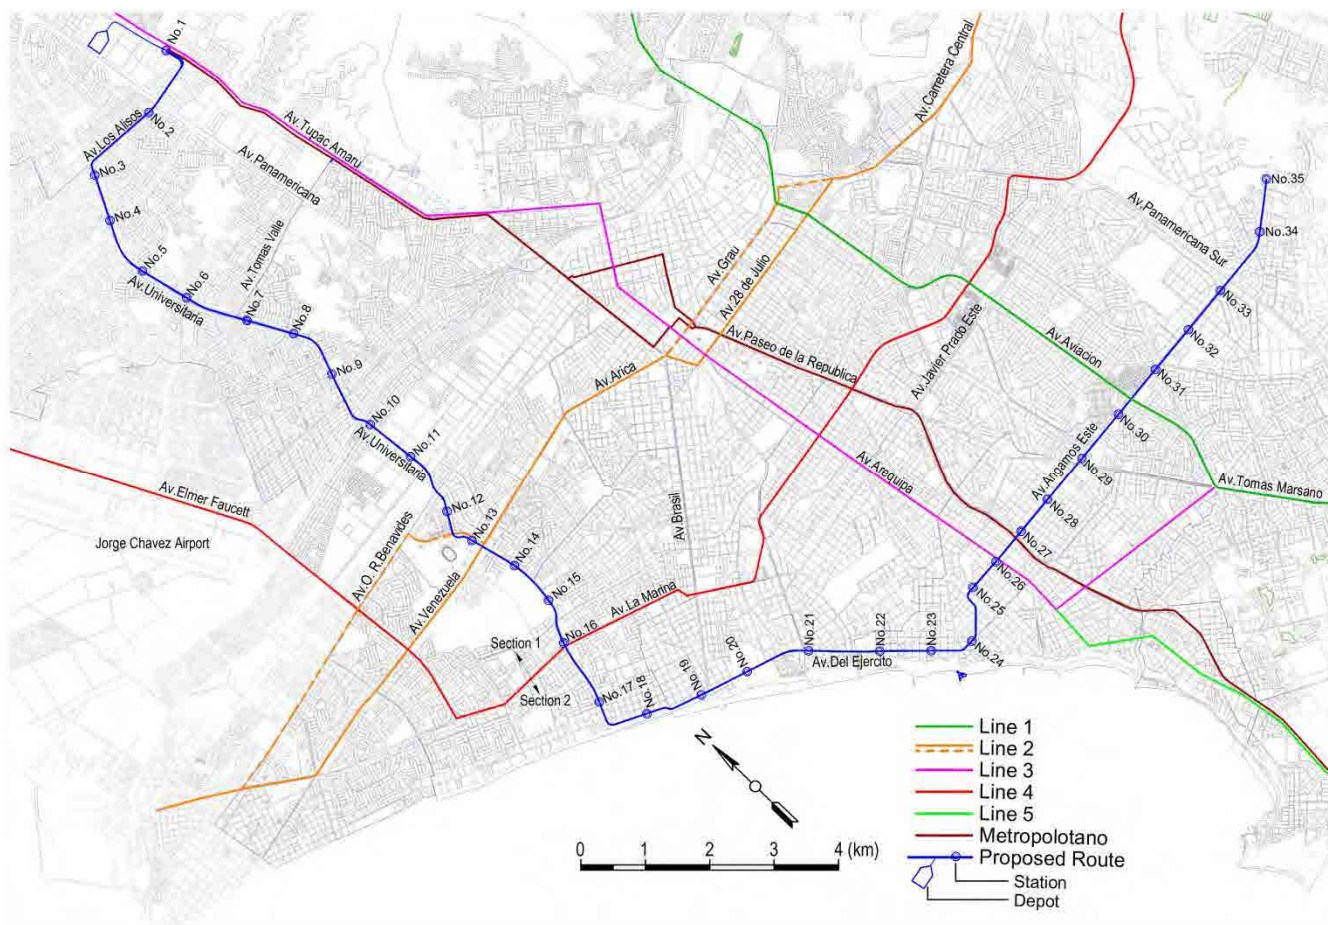 No.1
Av.Los Alisos
No.2
No.3
No.4
No.5
No.6
No.7
No.8
No.9
No.10
No.11
No.12
No.13
No.14
No.15
No.16
No.17
No.18
No.19
No.20
No.21
No.22
No.23
No.24
No.25
No.26
No.27
No.28
No.29
No.30
No.31
No.32
No.33
No.34
No.35
Av.Tupac Amaru
Av.Panamericana
Av.Tomas Valle
Av.Universitaria
Av.Universitaria
Av.Carretera Central
Av.Grau
Av.28 de Julio
Av.Paseo de la Republica
Av.Arica
Av.Javier Prado Este
Av.Panamericana Sur
Av.Aviacion
Av.Angamos Este
Av.Tomas Marsano
Av.Arequipa
Av.Brasil
Av.Elmer Faucett
Jorge Chavez Airport
Av.O. R.Benavides
Av.Venezuela
Av.La Marina
Section 1
Section 2
Av.Del Ejercito
N
0 1 2 3 4 (km)
Line 1
Line 2
Line 3
Line 4
Line 5
Metropolotano
Proposed Route
Station
Depot